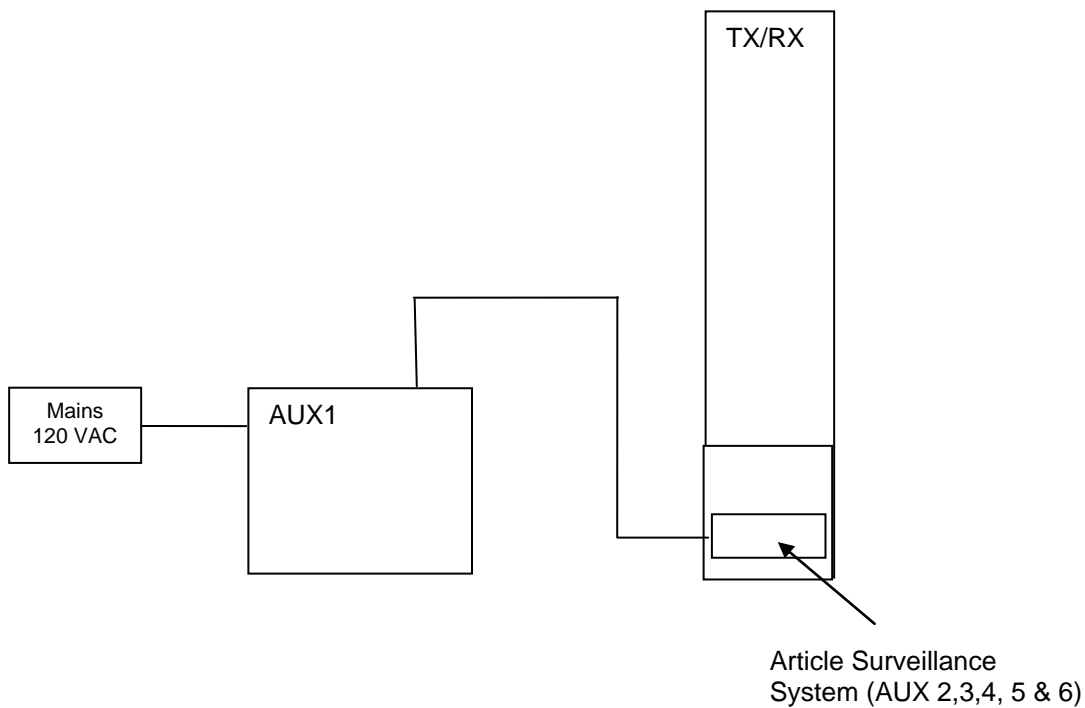 TX/RX
Mains
120 VAC
AUX1
Article Surveillance
System (AUX 2,3,4, 5 & 6)